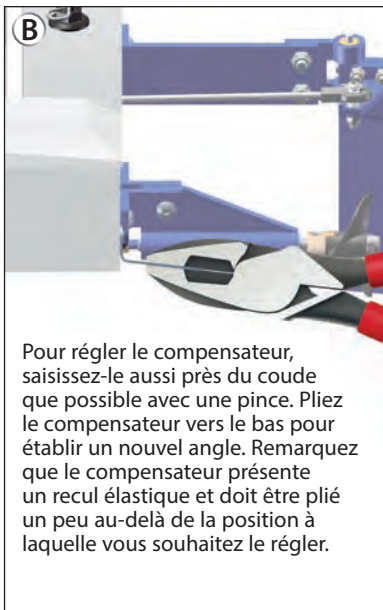 B
Pour régler le compensateur,
saisissez-le aussi près du coude
que possible avec une pince. Pliez
le compensateur vers le bas pour
établir un nouvel angle. Remarquez
que le compensateur présente
un recul élastique et doit être plié
un peu au-delà de la position à
laquelle vous souhaitez le régler.